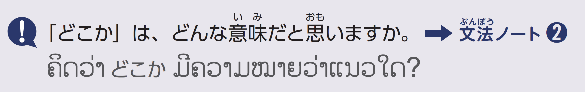 「どこか」は、どんな意味だと思いますか。 ➡ 文法ノート❷
ຄິດວ່າ どこか ມີຄວາມໝາຍວ່າແນວໃດ?